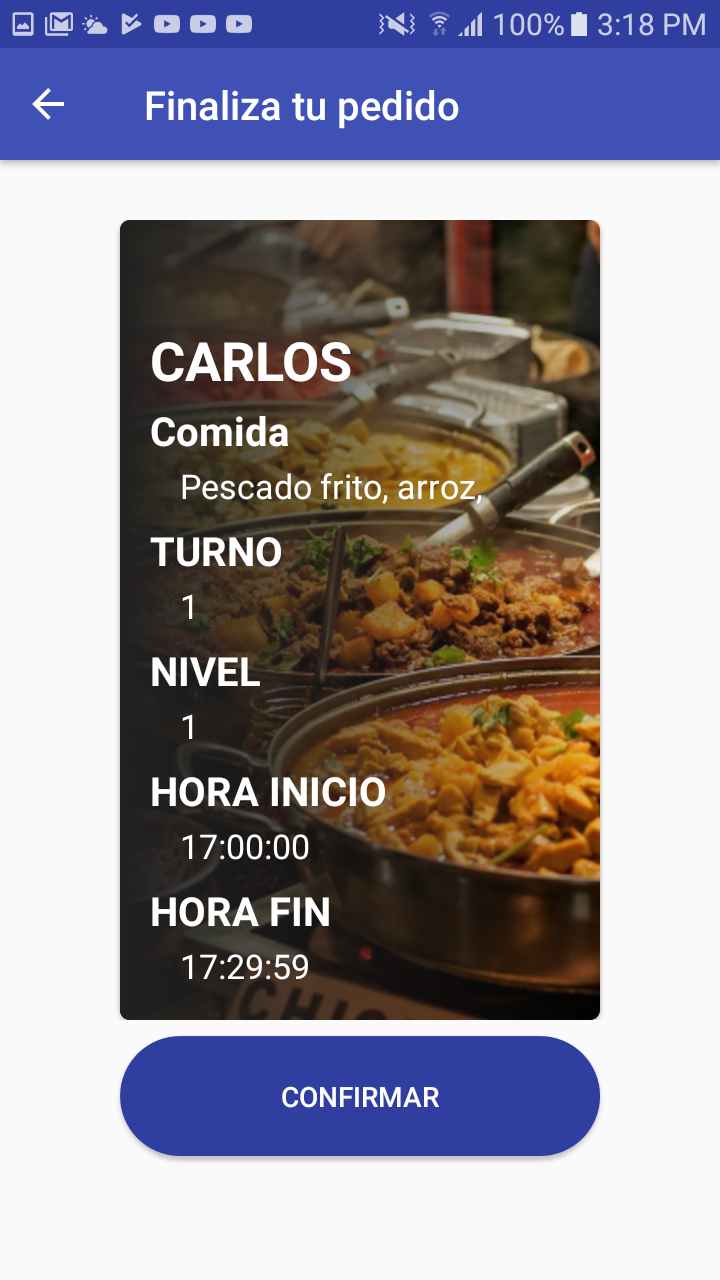 100% 3:18 PM
Finaliza tu pedido
CARLOS
Comida
Pescado frito, arroz,
TURNO
1
NIVEL
1
HORA INICIO
17:00:00
HORA FIN
17:29:59
CONFIRMAR